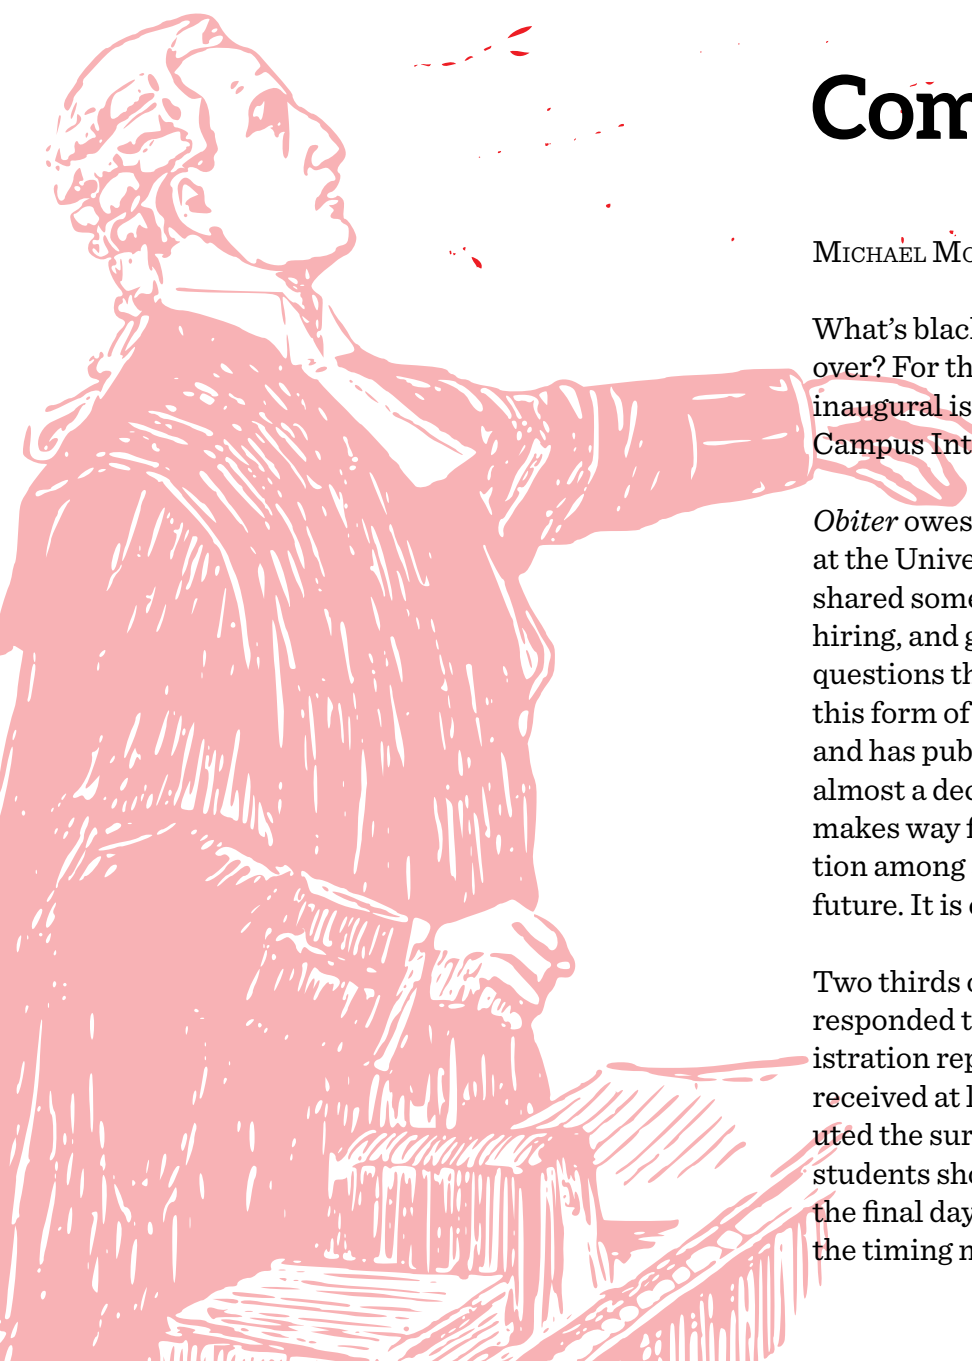 Com
MICHAEL MC
What’s blac
over? For th
inaugural is
Campus Int
Obiter owes
at the Unive
shared some
hiring, and g
questions th
this form of
and has pub
almost a dec
makes way f
tion among
future. It is
Two thirds
responded t
istration rep
received at l
uted the sur
students sho
the final day
the timing